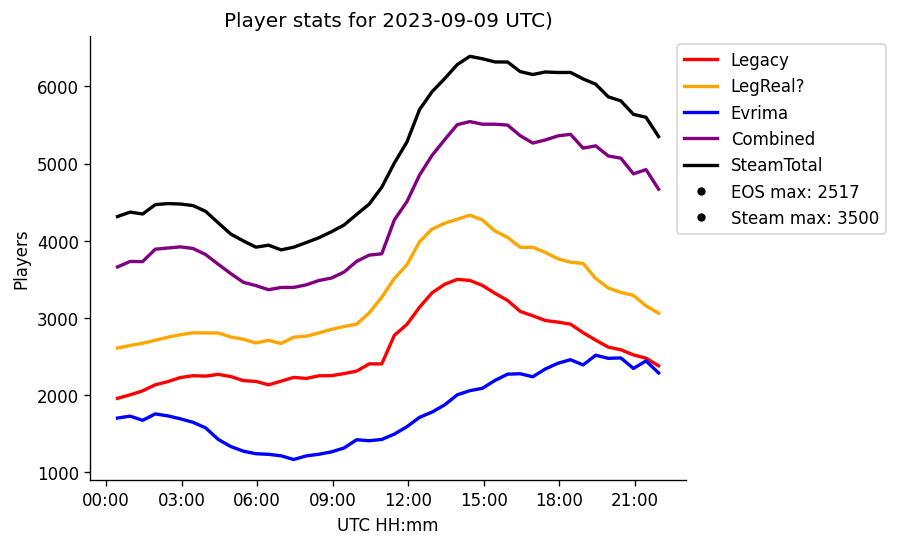 Player stats for 2023-09-09 UTC)
Legacy
LegReal?
Evrima
Combined
SteamTotal
EOS max: 2517
Steam max: 3500
Players
6000
5000
4000
3000
2000
1000
00:00 03:00 06:00 09:00 12:00 15:00 18:00 21:00
UTC HH:mm